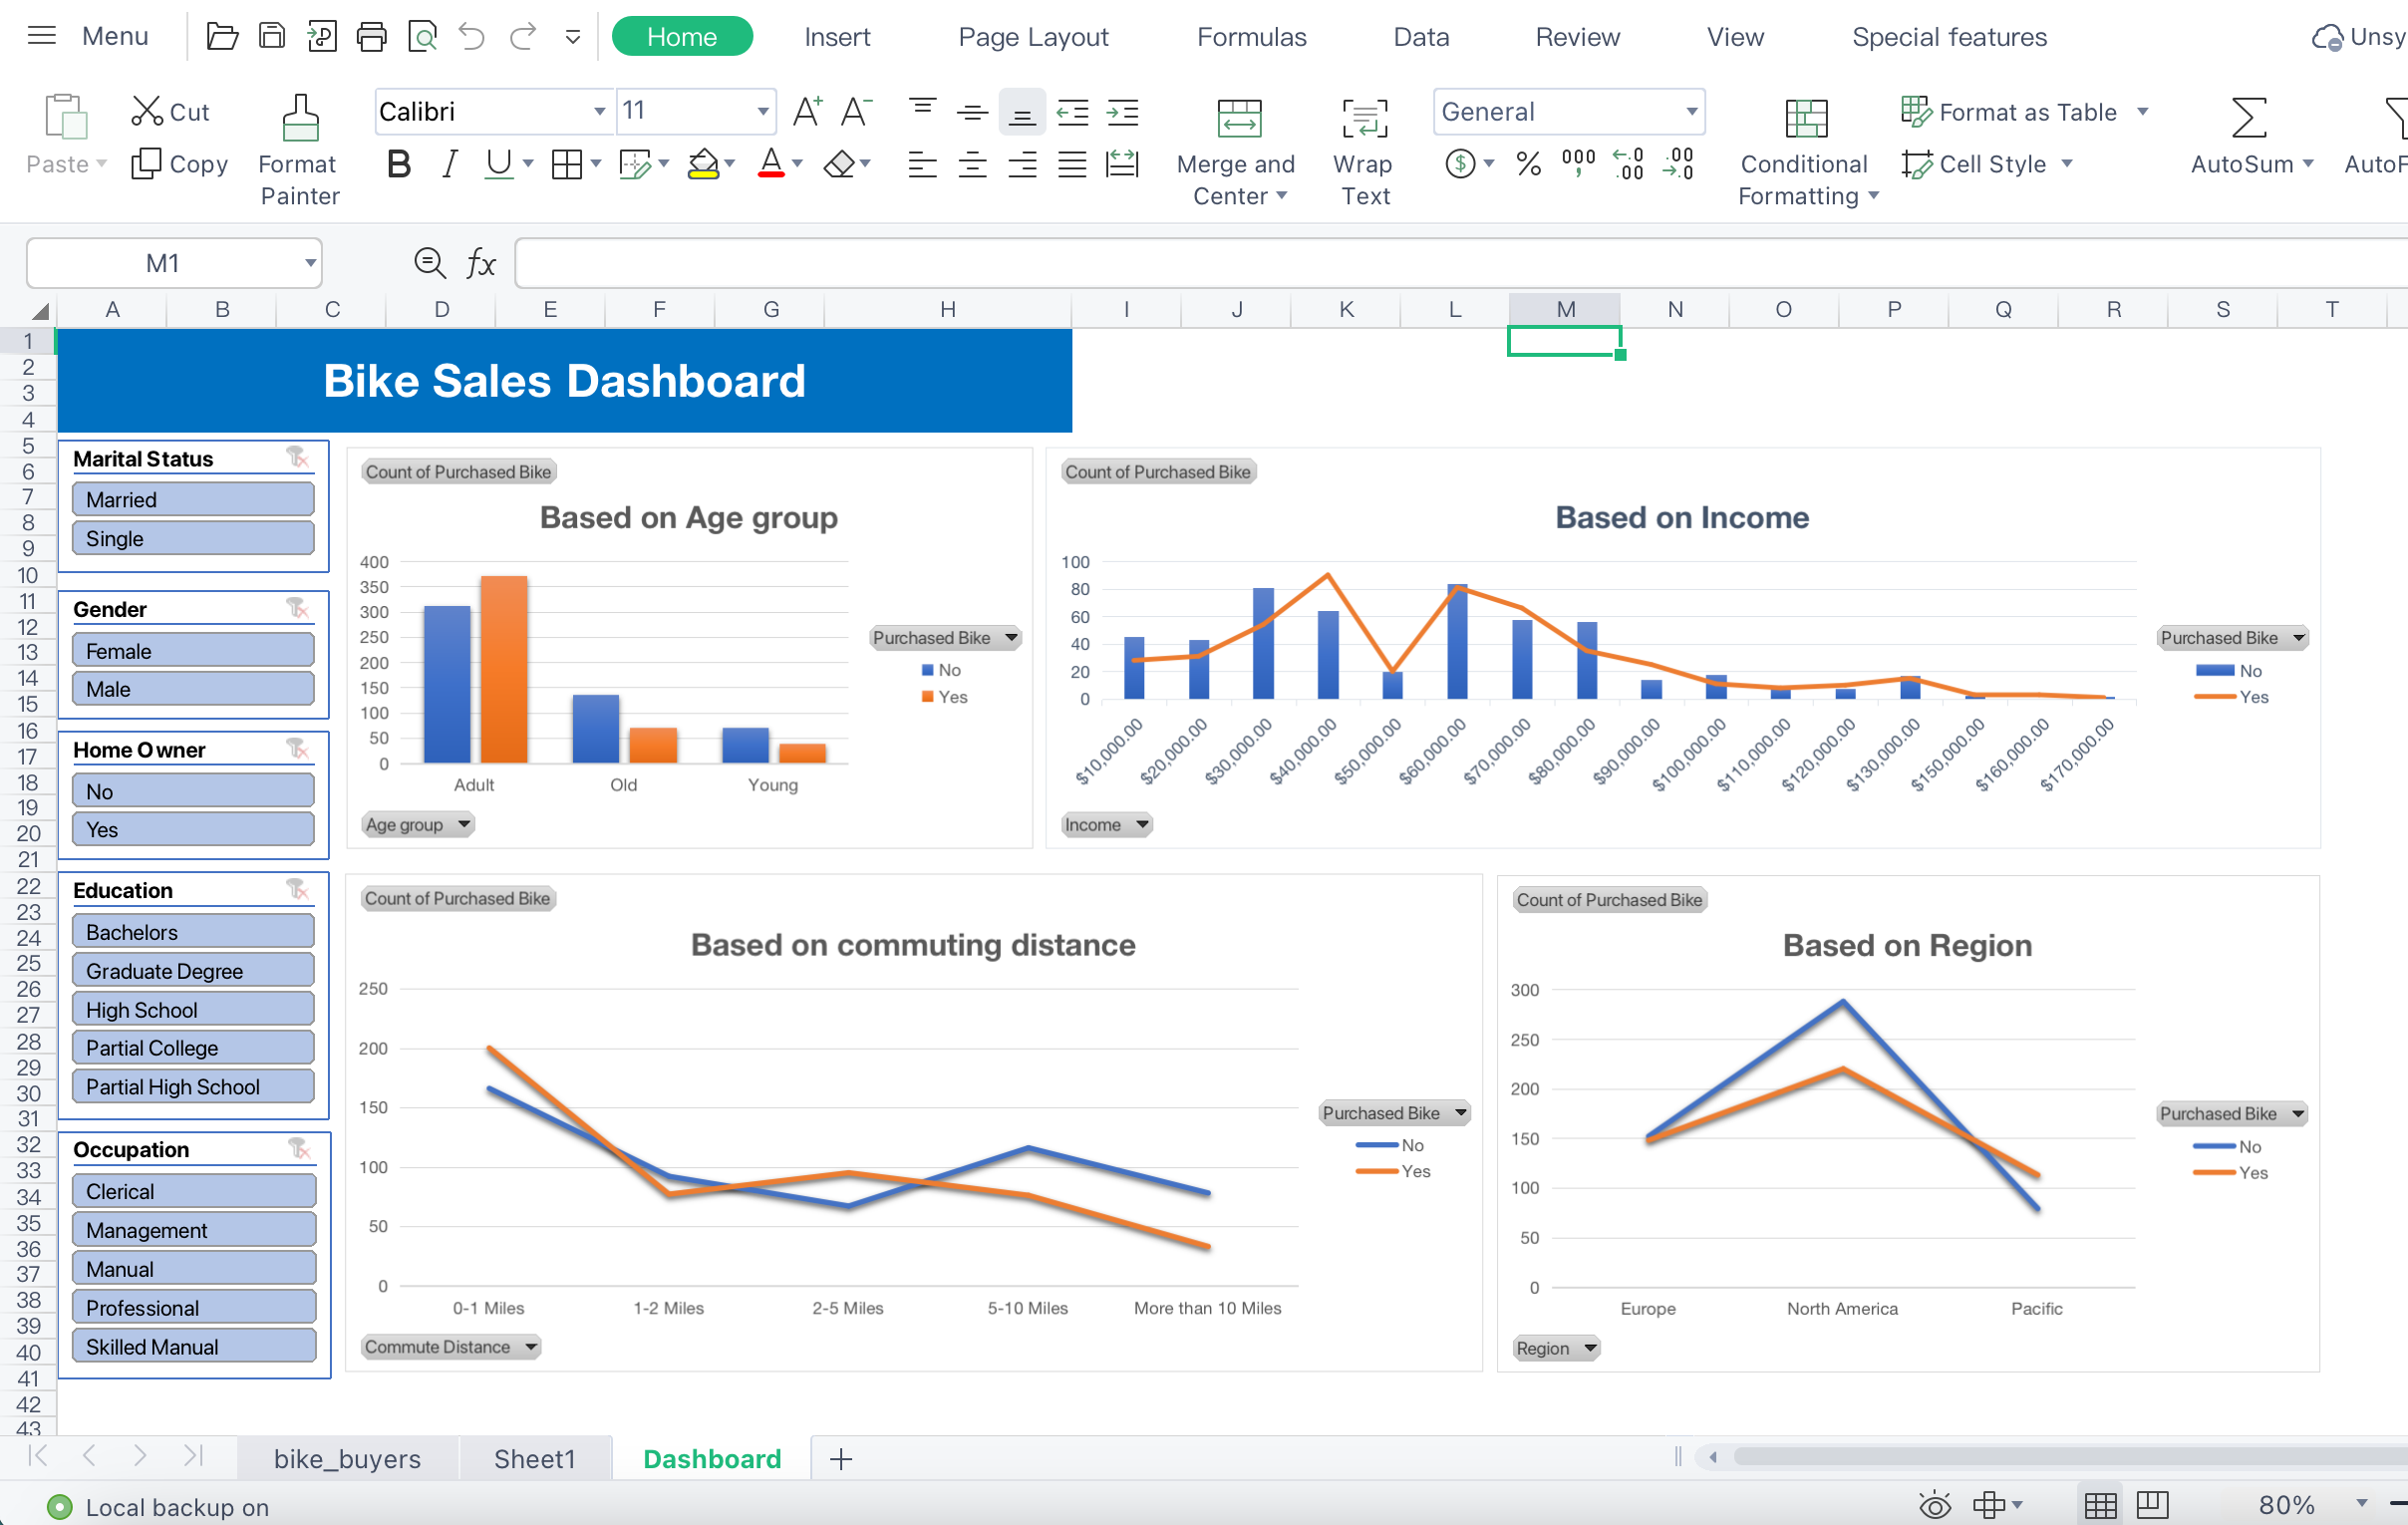 Menu Home Insert Page Layout Formulas Data Review View Special features Unsy
Paste Cut Copy Format Painter
Calibri 11
B I U A A+ A-
Merge and Center Wrap Text
General
$ % 000 .0 .00 .00 .0
Conditional Formatting
Format as Table
Cell Style
AutoSum AutoF
M1 fx
A B C D E F G H I J K L M N O P Q R S T
1
2
3
4
5
6
7
8
9
10
11
12
13
14
15
16
17
18
19
20
21
22
23
24
25
26
27
28
29
30
31
32
33
34
35
36
37
38
39
40
41
42
43
Bike Sales Dashboard
Marital Status
Married
Single
Gender
Female
Male
Home Owner
No
Yes
Education
Bachelors
Graduate Degree
High School
Partial College
Partial High School
Occupation
Clerical
Management
Manual
Professional
Skilled Manual
Count of Purchased Bike
Based on Age group
400
350
300
250
200
150
100
50
0
Adult Old Young
Purchased Bike
No
Yes
Age group
Count of Purchased Bike
Based on Income
100
80
60
40
20
0
$10,000.00 $20,000.00 $30,000.00 $40,000.00 $50,000.00 $60,000.00 $70,000.00 $80,000.00 $90,000.00 $100,000.00 $110,000.00 $120,000.00 $130,000.00 $150,000.00 $160,000.00 $170,000.00
Purchased Bike
No
Yes
Income
Count of Purchased Bike
Based on commuting distance
250
200
150
100
50
0
0-1 Miles 1-2 Miles 2-5 Miles 5-10 Miles More than 10 Miles
Purchased Bike
No
Yes
Commute Distance
Count of Purchased Bike
Based on Region
300
250
200
150
100
50
0
Europe North America Pacific
Purchased Bike
No
Yes
Region
bike_buyers Sheet1 Dashboard
Local backup on
80%